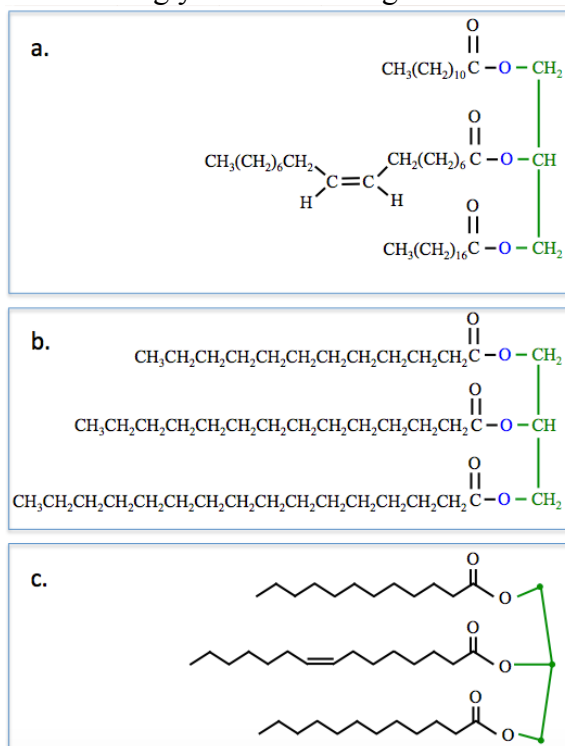 a.
O
CH₃(CH₂)₁₀C–O–CH₂
O
CH₃(CH₂)₆CH₂ CH₂(CH₂)₆C–O–CH
C=C
H H
O
CH₃(CH₂)₁₆C–O–CH₂
b.
O
CH₃CH₂CH₂CH₂CH₂CH₂CH₂CH₂CH₂CH₂CH₂C–O–CH₂
O
CH₃CH₂CH₂CH₂CH₂CH₂CH₂CH₂CH₂CH₂CH₂CH₂CH₂C–O–CH
O
CH₃CH₂CH₂CH₂CH₂CH₂CH₂CH₂CH₂CH₂CH₂CH₂CH₂CH₂CH₂C–O–CH₂
c.
O
O
O
O
O
O